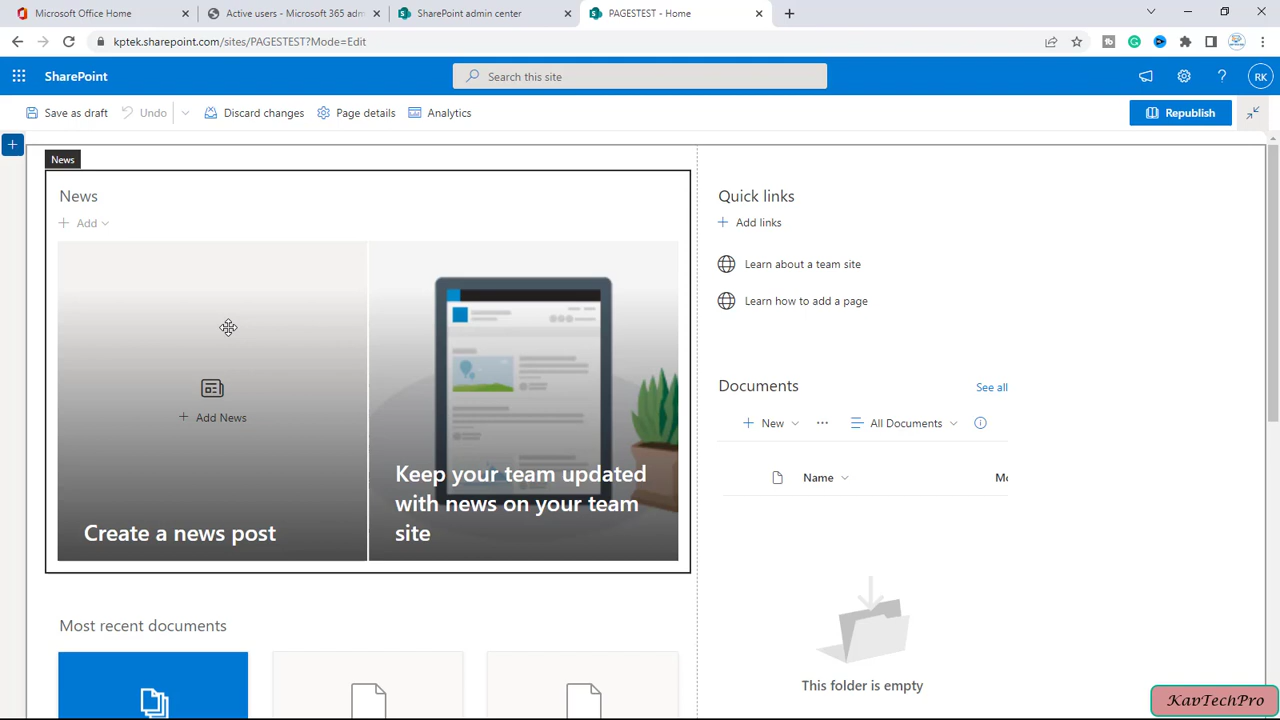 Microsoft Office Home
Active users - Microsoft 365 adm
SharePoint admin center
PAGESTEST - Home
kptek.sharepoint.com/sites/PAGESTEST?Mode=Edit
SharePoint
Search this site
RK
Save as draft
Undo
Discard changes
Page details
Analytics
Republish
News
News
Add
Add News
Create a news post
Keep your team updated
with news on your team
site
Quick links
Add links
Learn about a team site
Learn how to add a page
Documents
See all
New
All Documents
Name
Mo
This folder is empty
Most recent documents
KavTechPro